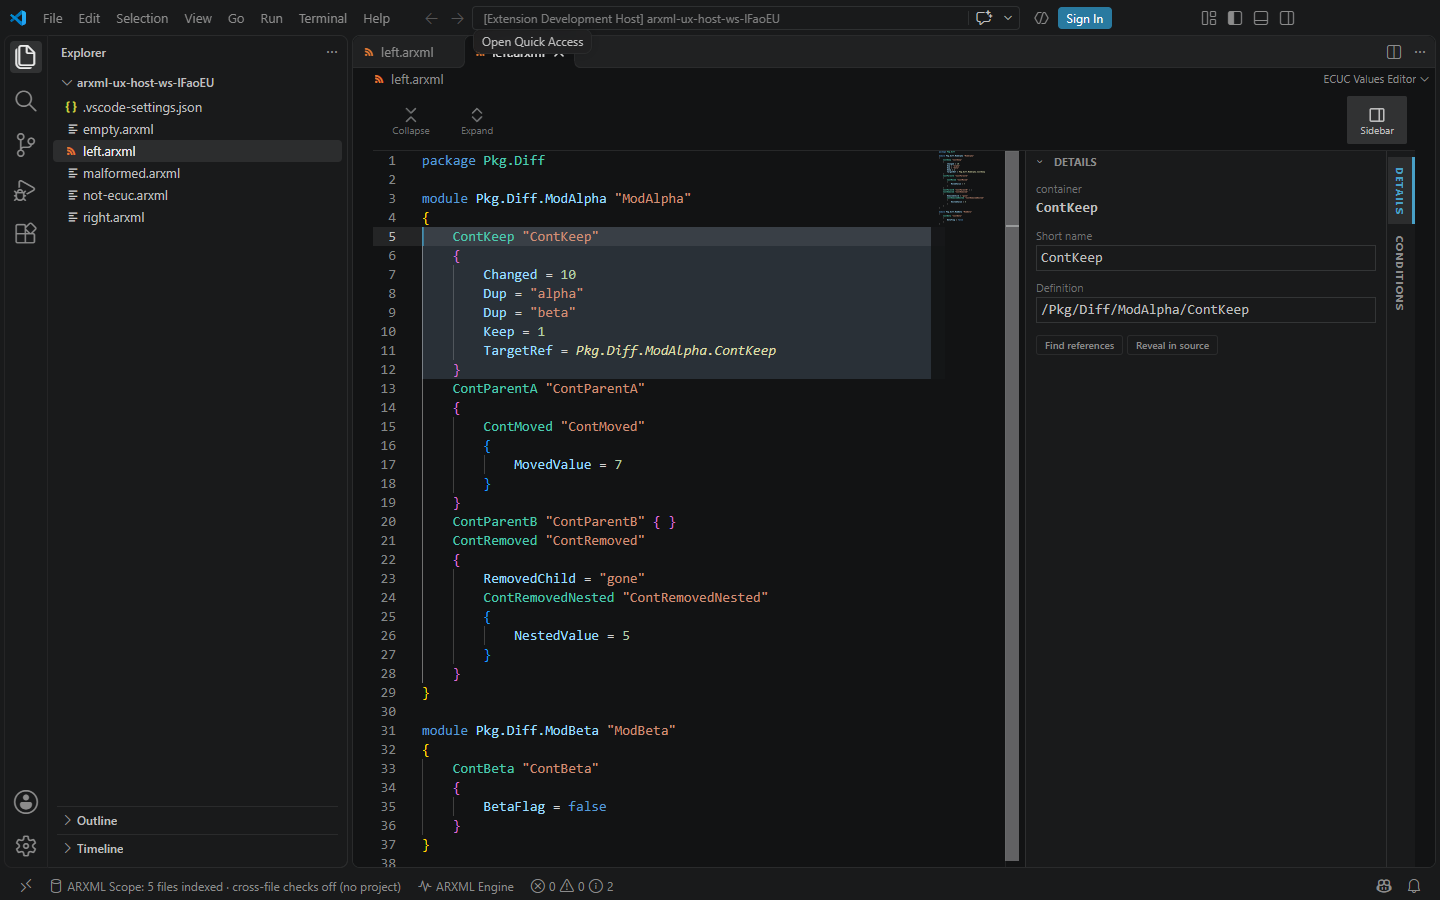 File Edit Selection View Go Run Terminal Help
[Extension Development Host] arxml-ux-host-ws-IFaoEU
Sign In
Open Quick Access
Explorer
arxml-ux-host-ws-IFaoEU
.vscode-settings.json
empty.arxml
left.arxml
malformed.arxml
not-ecuc.arxml
right.arxml
Outline
Timeline
left.arxml
left.arxml
left.arxml
ECUC Values Editor
Collapse
Expand
Sidebar
1 package Pkg.Diff
2
3 module Pkg.Diff.ModAlpha "ModAlpha"
4 {
5 ContKeep "ContKeep"
6 {
7 Changed = 10
8 Dup = "alpha"
9 Dup = "beta"
10 Keep = 1
11 TargetRef = Pkg.Diff.ModAlpha.ContKeep
12 }
13 ContParentA "ContParentA"
14 {
15 ContMoved "ContMoved"
16 {
17 MovedValue = 7
18 }
19 }
20 ContParentB "ContParentB" { }
21 ContRemoved "ContRemoved"
22 {
23 RemovedChild = "gone"
24 ContRemovedNested "ContRemovedNested"
25 {
26 NestedValue = 5
27 }
28 }
29 }
30
31 module Pkg.Diff.ModBeta "ModBeta"
32 {
33 ContBeta "ContBeta"
34 {
35 BetaFlag = false
36 }
37 }
38
DETAILS
container
ContKeep
Short name
ContKeep
Definition
/Pkg/Diff/ModAlpha/ContKeep
Find references
Reveal in source
DETAILS
CONDITIONS
ARXML Scope: 5 files indexed · cross-file checks off (no project)
ARXML Engine
0 0 2